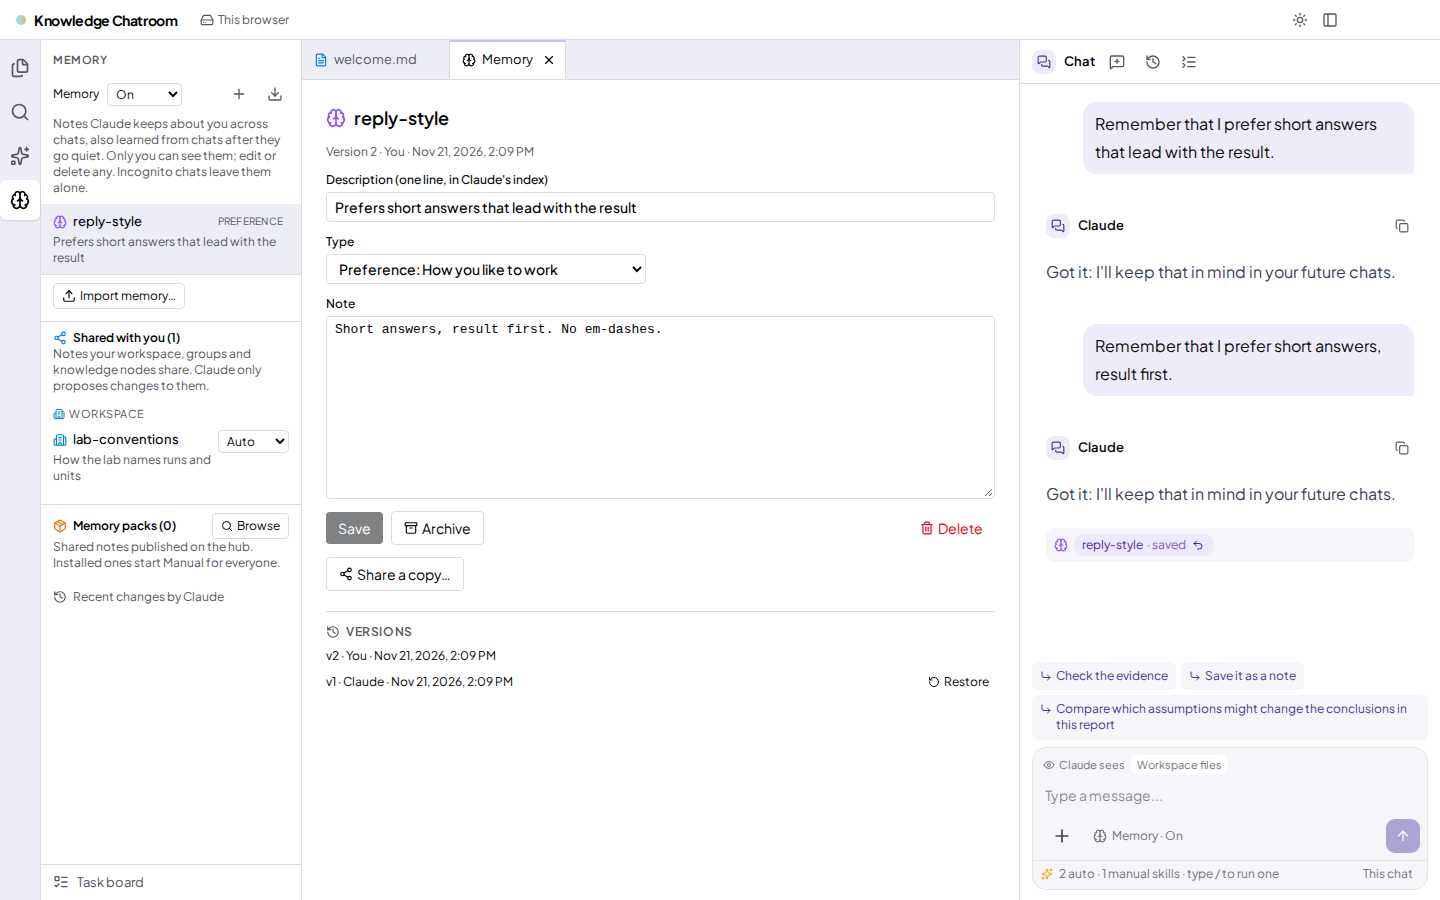 Knowledge Chatroom
This browser
MEMORY
Memory
On
Notes Claude keeps about you across
chats, also learned from chats after they
go quiet. Only you can see them; edit or
delete any. Incognito chats leave them
alone.
reply-style
PREFERENCE
Prefers short answers that lead with the
result
Import memory...
Shared with you (1)
Notes your workspace, groups and
knowledge nodes share. Claude only
proposes changes to them.
WORKSPACE
lab-conventions
Auto
How the lab names runs and
units
Memory packs (0)
Browse
Shared notes published on the hub.
Installed ones start Manual for everyone.
Recent changes by Claude
Task board
welcome.md
Memory
reply-style
Version 2 · You · Nov 21, 2026, 2:09 PM
Description (one line, in Claude's index)
Prefers short answers that lead with the result
Type
Preference: How you like to work
Note
Short answers, result first. No em-dashes.
Save
Archive
Delete
Share a copy...
VERSIONS
v2 · You · Nov 21, 2026, 2:09 PM
v1 · Claude · Nov 21, 2026, 2:09 PM
Restore
Chat
Remember that I prefer short answers
that lead with the result.
Claude
Got it: I'll keep that in mind in your future chats.
Remember that I prefer short answers,
result first.
Claude
Got it: I'll keep that in mind in your future chats.
reply-style · saved
Check the evidence
Save it as a note
Compare which assumptions might change the conclusions in
this report
Claude sees
Workspace files
Type a message...
Memory · On
2 auto · 1 manual skills · type / to run one
This chat